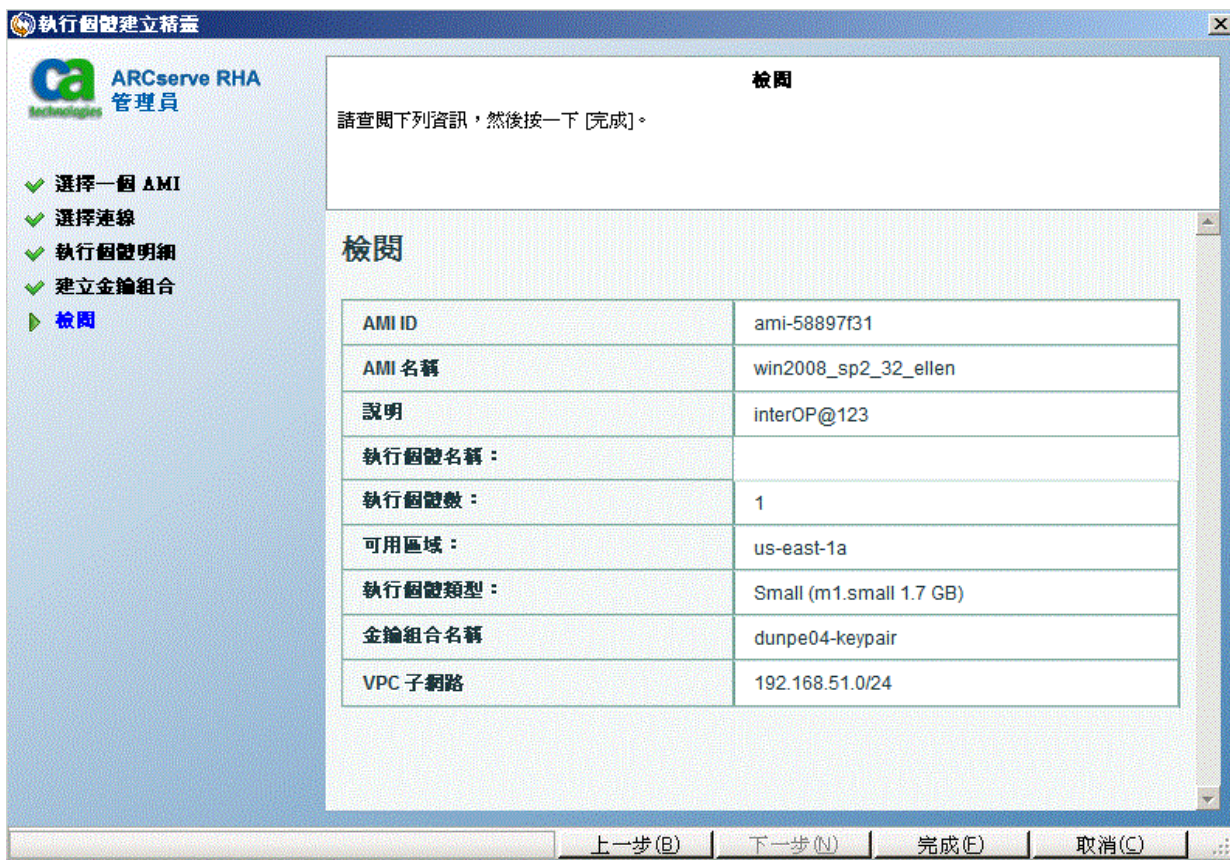 執行個體建立精靈
ca
technologies
ARCserve RHA
管理員
選擇一個 AMI
選擇連線
執行個體明細
建立金鑰組合
檢閱
檢閱
請查閱下列資訊，然後按一下 [完成]。
檢閱
AMI ID ami-58897f31
AMI 名稱 win2008_sp2_32_ellen
說明 interOP@123
執行個體名稱：
執行個體數： 1
可用區域： us-east-1a
執行個體類型： Small (m1.small 1.7 GB)
金鑰組合名稱 dunpe04-keypair
VPC 子網路 192.168.51.0/24
上一步(B) 下一步(N) 完成(F) 取消(C)